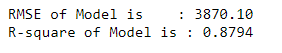 RMSE of Model is    : 3870.10
R-square of Model is : 0.8794